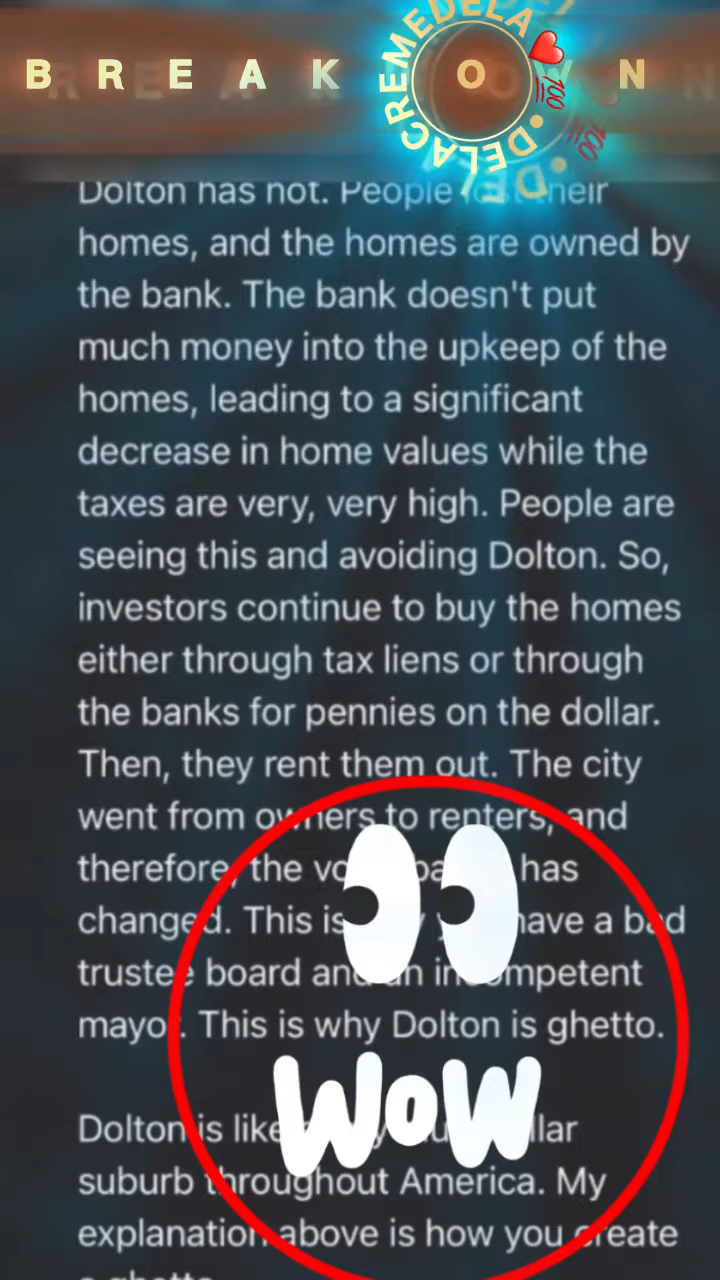 B R E A K D O W N
DELACREMEDELA • DELACREMEDELA
Dolton has not. People lost their
homes, and the homes are owned by
the bank. The bank doesn't put
much money into the upkeep of the
homes, leading to a significant
decrease in home values while the
taxes are very, very high. People are
seeing this and avoiding Dolton. So,
investors continue to buy the homes
either through tax liens or through
the banks for pennies on the dollar.
Then, they rent them out. The city
went from owners to renters, and
therefore, the has
changed. This is have a bad
trustee board and an incompetent
mayor. This is why Dolton is ghetto.
WOW
Dolton is like
suburb throughout America. My
explanation above is how you create
a ghetto.